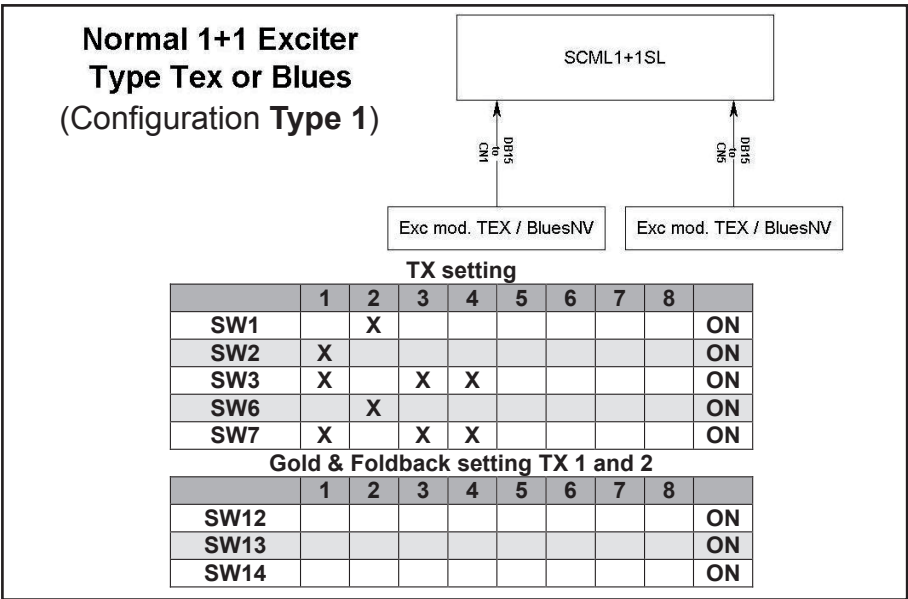 Normal 1+1 Exciter
Type Tex or Blues
(Configuration Type 1)
SCML1+1SL
DB15
to
CN1
DB15
to
CN5
Exc mod. TEX / BluesNV
Exc mod. TEX / BluesNV
TX setting
1 2 3 4 5 6 7 8
SW1 X ON
SW2 X ON
SW3 X X X ON
SW6 X ON
SW7 X X X ON
Gold & Foldback setting TX 1 and 2
1 2 3 4 5 6 7 8
SW12 ON
SW13 ON
SW14 ON